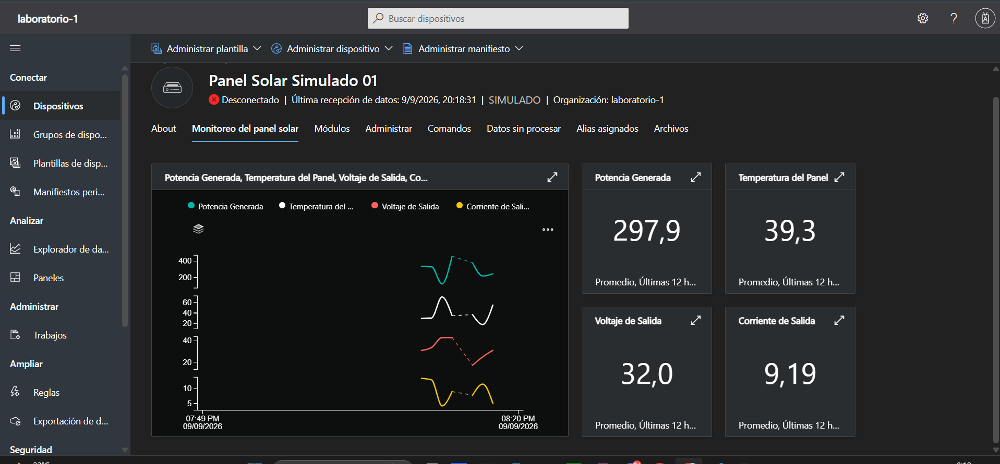 laboratorio-1
Buscar dispositivos
?
Administrar plantilla
Administrar dispositivo
Administrar manifiesto
Conectar
Dispositivos
Grupos de dispo...
Plantillas de disp...
Manifiestos peri...
Analizar
Explorador de da...
Paneles
Administrar
Trabajos
Ampliar
Reglas
Exportación de d...
Seguridad
Panel Solar Simulado 01
Desconectado | Última recepción de datos: 9/9/2026, 20:18:31 | SIMULADO | Organización: laboratorio-1
About
Monitoreo del panel solar
Módulos
Administrar
Comandos
Datos sin procesar
Alias asignados
Archivos
Potencia Generada, Temperatura del Panel, Voltaje de Salida, Co...
Potencia Generada
Temperatura del ...
Voltaje de Salida
Corriente de Sali...
400
200
60
40
20
40
20
10
5
07:49 PM
09/09/2026
08:20 PM
09/09/2026
Potencia Generada
297,9
Promedio, Últimas 12 h...
Temperatura del Panel
39,3
Promedio, Últimas 12 h...
Voltaje de Salida
32,0
Promedio, Últimas 12 h...
Corriente de Salida
9,19
Promedio, Últimas 12 h...